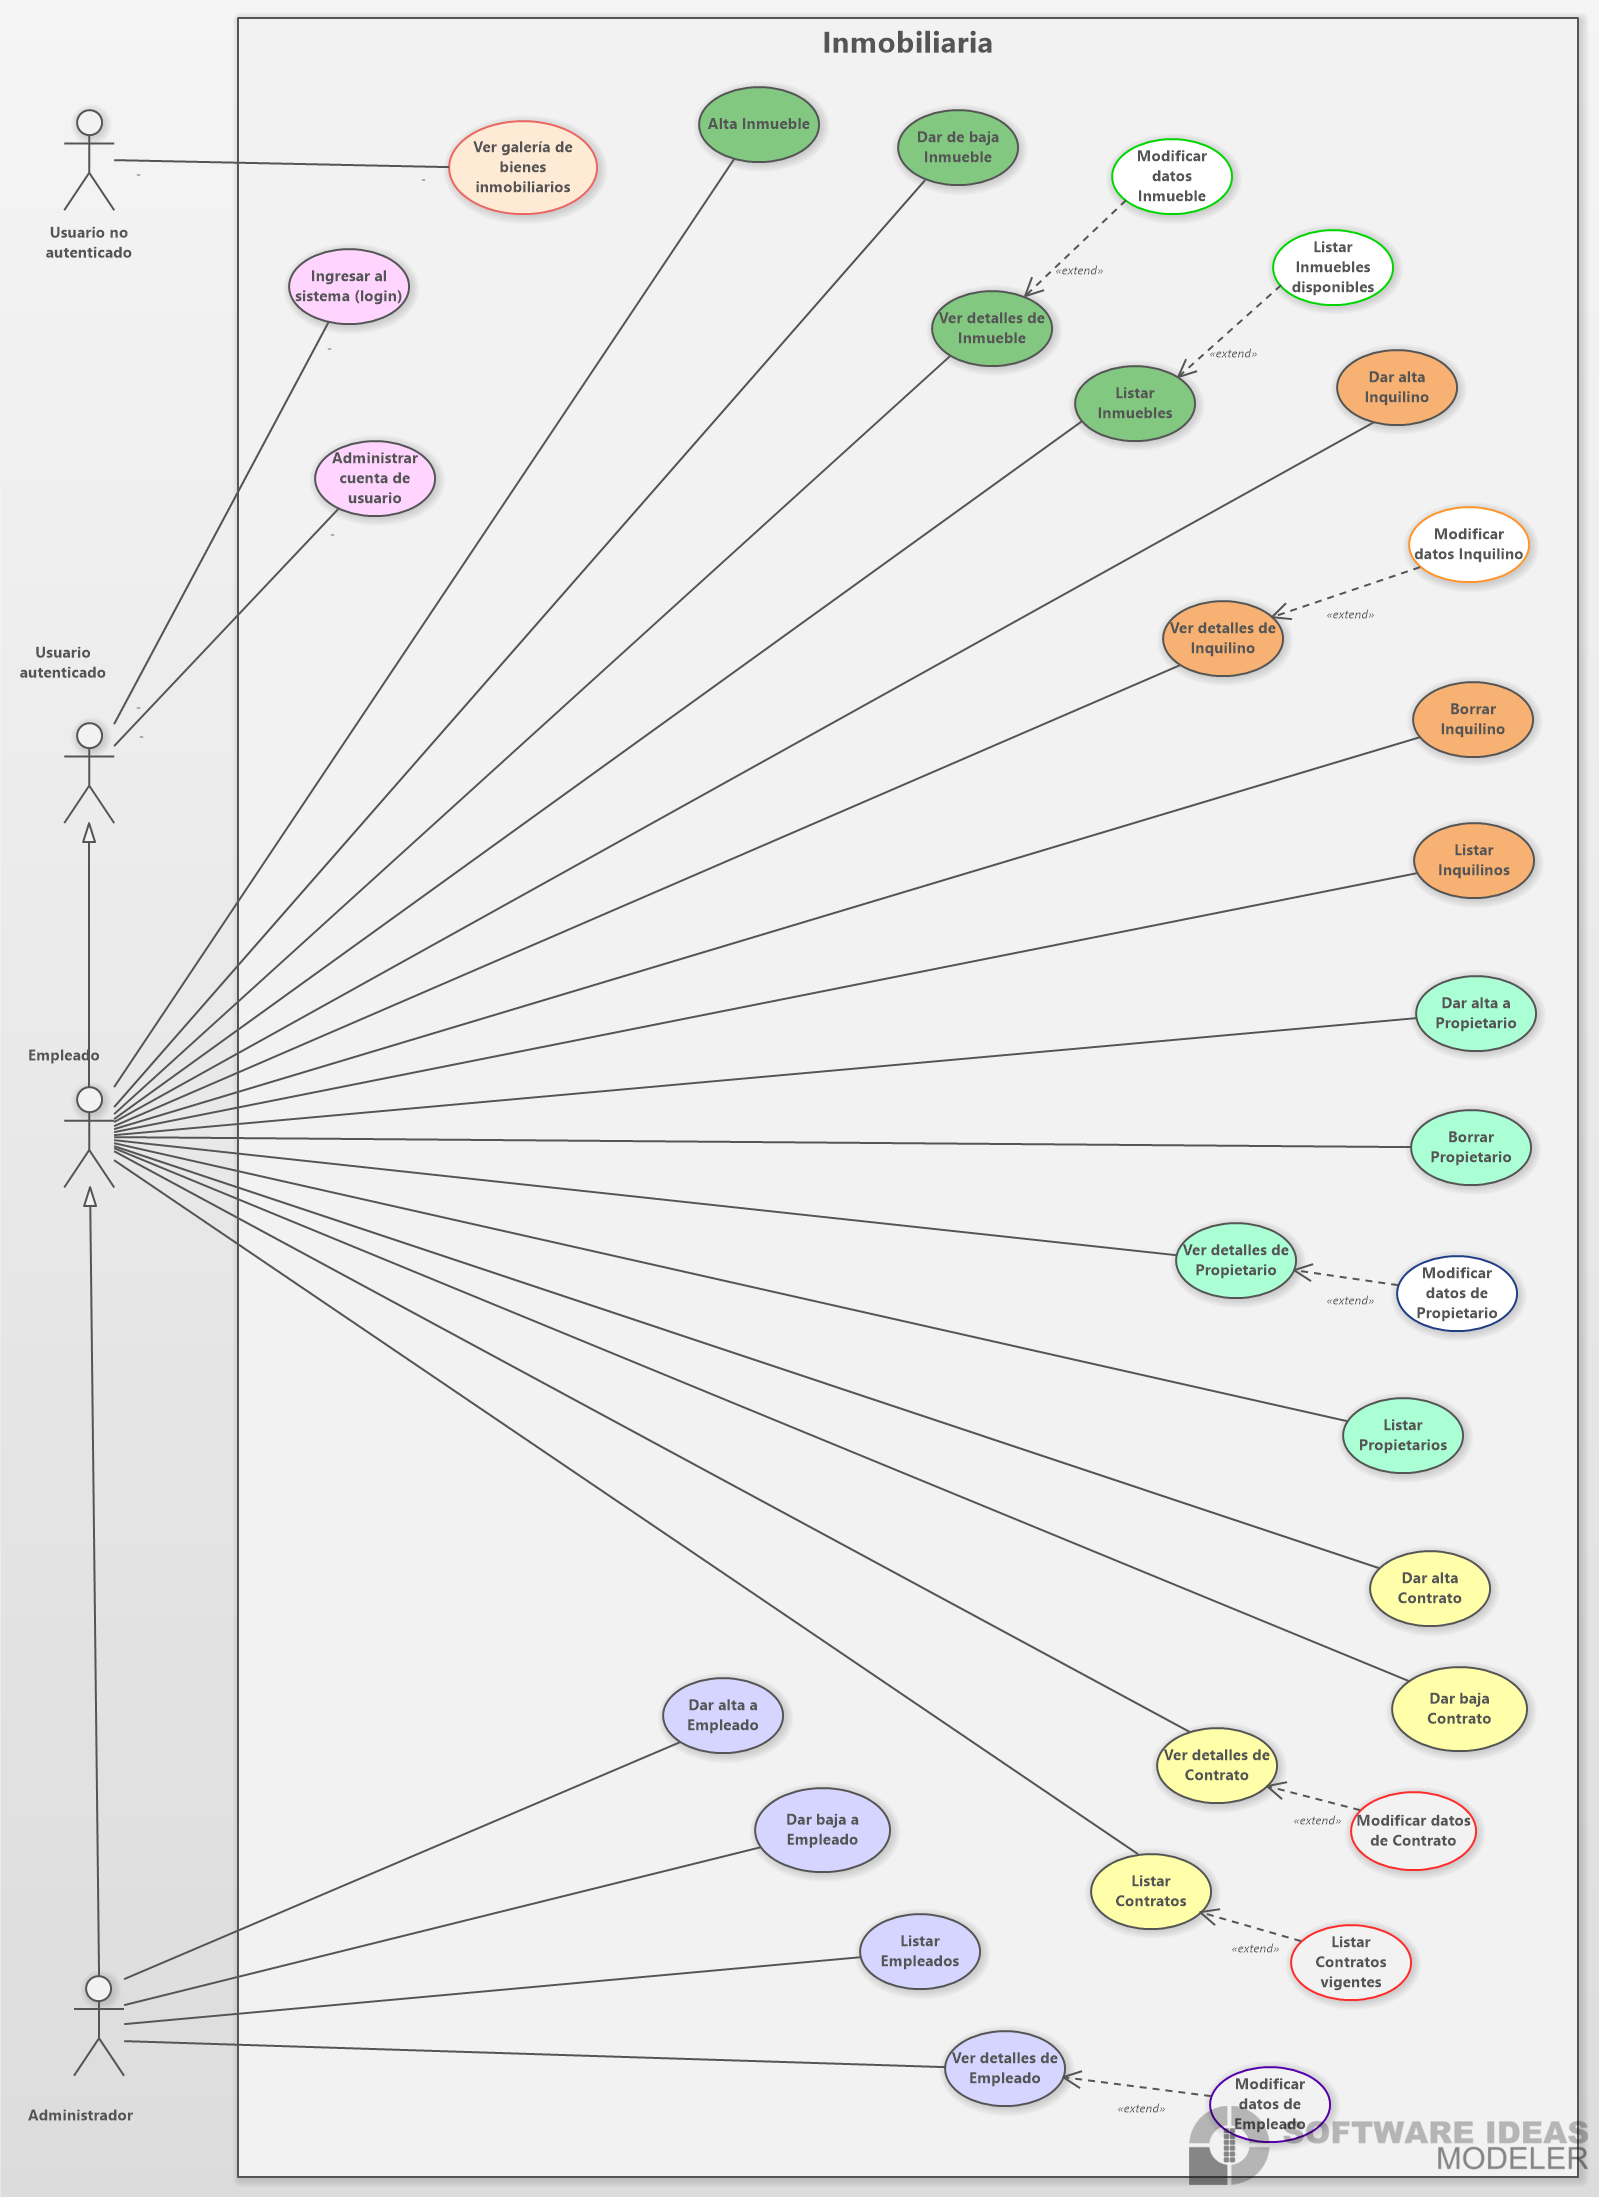 Inmobiliaria
Usuario no
autenticado
Ver galería de
bienes
inmobiliarios
Alta Inmueble
Dar de baja
Inmueble
Modificar
datos
Inmueble
«extend»
Ver detalles de
Inmueble
Listar
Inmuebles
disponibles
«extend»
Listar
Inmuebles
Ingresar al
sistema (login)
Administrar
cuenta de
usuario
Dar alta
Inquilino
Modificar
datos Inquilino
«extend»
Ver detalles de
Inquilino
Usuario
autenticado
Borrar
Inquilino
Listar
Inquilinos
Dar alta a
Propietario
Empleado
Borrar
Propietario
Ver detalles de
Propietario
«extend»
Modificar
datos de
Propietario
Listar
Propietarios
Dar alta
Contrato
Dar baja
Contrato
Ver detalles de
Contrato
«extend»
Modificar datos
de Contrato
Listar
Contratos
«extend»
Listar
Contratos
vigentes
Dar alta a
Empleado
Dar baja a
Empleado
Listar
Empleados
Ver detalles de
Empleado
«extend»
Modificar
datos de
Empleado
Administrador
SOFTWARE IDEAS
MODELER